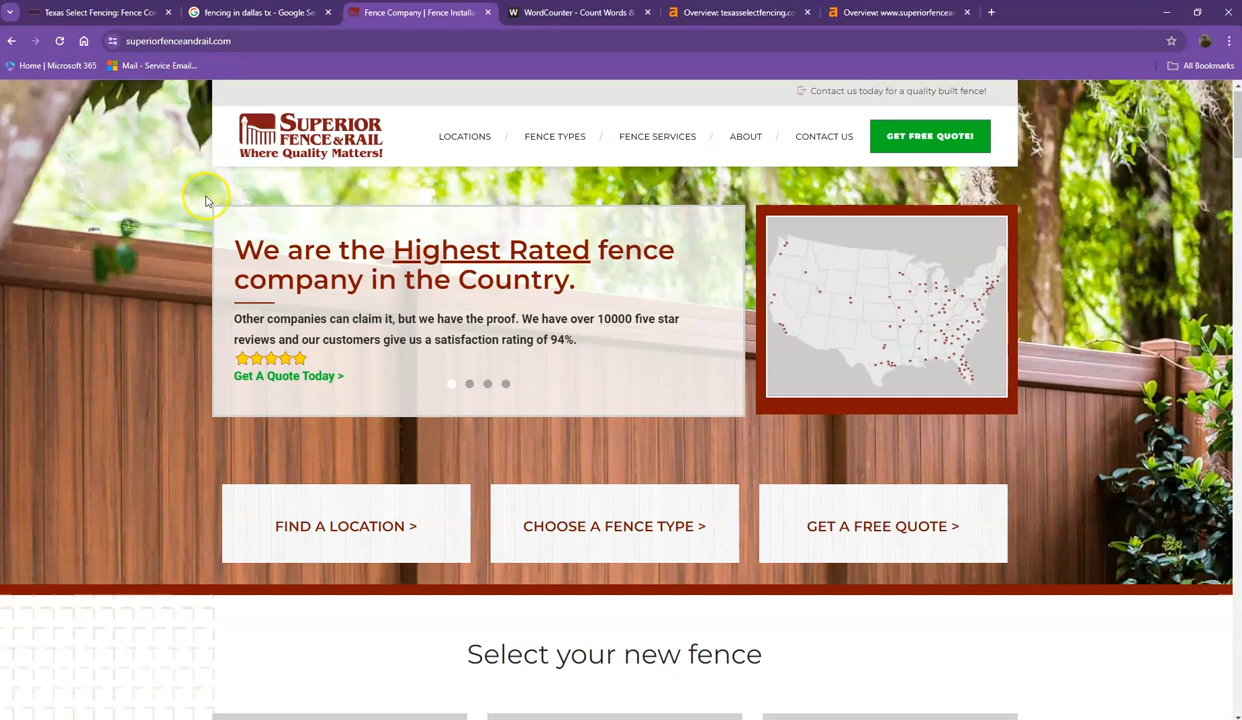 Texas Select Fencing: Fence Co
fencing in dallas tx - Google Se
Fence Company | Fence Installa
WordCounter - Count Words &
Overview: texasselectfencing.co
Overview: www.superiorfencean
superiorfenceandrail.com
Home | Microsoft 365
Mail - Service Email...
All Bookmarks
Contact us today for a quality built fence!
SUPERIOR
FENCE & RAIL
Where Quality Matters!
LOCATIONS / FENCE TYPES / FENCE SERVICES / ABOUT / CONTACT US
GET FREE QUOTE!
We are the Highest Rated fence
company in the Country.
Other companies can claim it, but we have the proof. We have over 10000 five star
reviews and our customers give us a satisfaction rating of 94%.
Get A Quote Today >
FIND A LOCATION >
CHOOSE A FENCE TYPE >
GET A FREE QUOTE >
Select your new fence